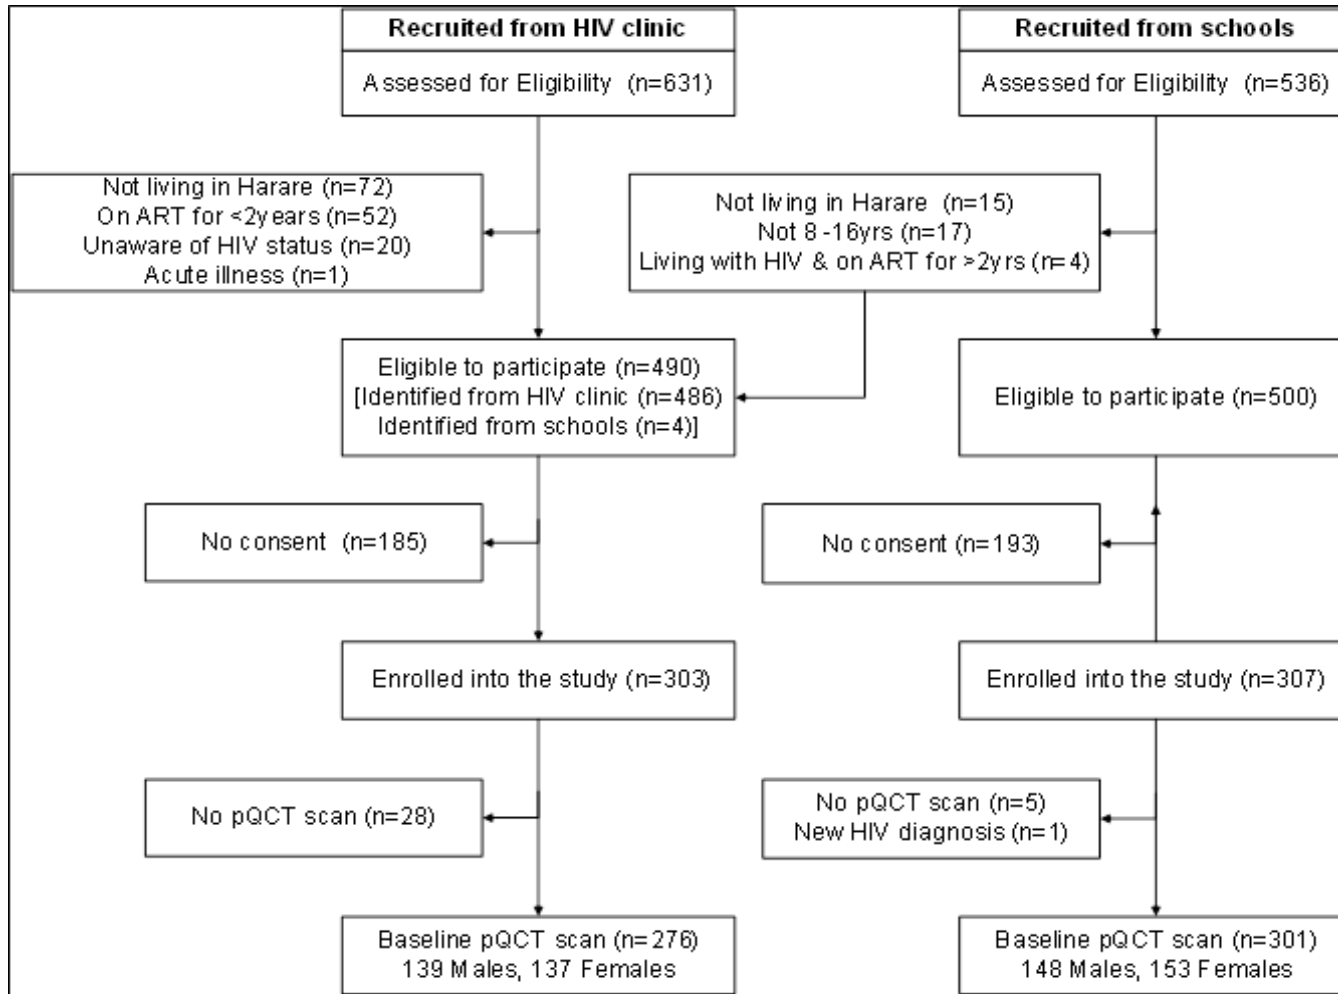 Recruited from HIV clinic
Assessed for Eligibility (n=631)
Recruited from schools
Assessed for Eligibility (n=536)
Not living in Harare (n=72)
On ART for <2years (n=52)
Unaware of HIV status (n=20)
Acute illness (n=1)
Not living in Harare (n=15)
Not 8 -16yrs (n=17)
Living with HIV & on ART for >2yrs (n=4)
Eligible to participate (n=490)
[Identified from HIV clinic (n=486)
Identified from schools (n=4)]
Eligible to participate (n=500)
No consent (n=185)
No consent (n=193)
Enrolled into the study (n=303)
Enrolled into the study (n=307)
No pQCT scan (n=28)
No pQCT scan (n=5)
New HIV diagnosis (n=1)
Baseline pQCT scan (n=276)
139 Males, 137 Females
Baseline pQCT scan (n=301)
148 Males, 153 Females